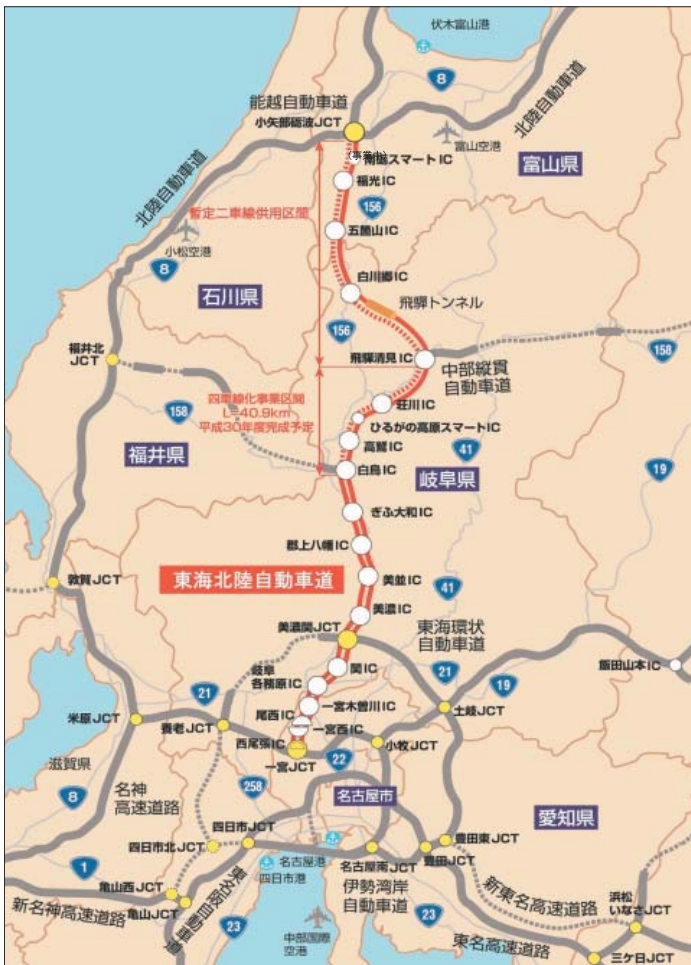 伏木富山港
8
能越自動車道
小矢部砺波JCT
北陸自動車道
富山空港
富山県
(事業中)
南砺スマートIC
福光IC
北陸自動車道
156
暫定二車線供用区間
五箇山IC
小松空港
8
白川郷IC
石川県
飛騨トンネル
156
158
福井北
JCT
飛騨清見IC
中部縦貫
自動車道
四車線化事業区間
L=40.9km
平成30年度完成予定
荘川IC
158
ひるがの高原スマートIC
高鷲IC
41
福井県
白鳥IC
岐阜県
19
ぎふ大和IC
郡上八幡IC
東海北陸自動車道
美並IC
敦賀JCT
41
美濃IC
美濃関JCT
東海環状
自動車道
関IC
飯田山本IC
岐阜
各務原IC
21
19
21
一宮木曽川IC
尾西IC
土岐JCT
米原JCT
養老JCT
一宮西IC
西尾張IC
小牧JCT
一宮JCT
22
滋賀県
8
名神
高速道路
258
名古屋市
愛知県
四日市JCT
四日市北JCT
豊田東JCT
1
名古屋港
四日市港
名古屋南JCT
豊田JCT
亀山西JCT
伊勢湾岸
自動車道
新東名高速道路
浜松
いなさJCT
新名神高速道路
亀山JCT
東名阪自動車道
23
23
東名高速道路
中部国際
空港
三ケ日JCT